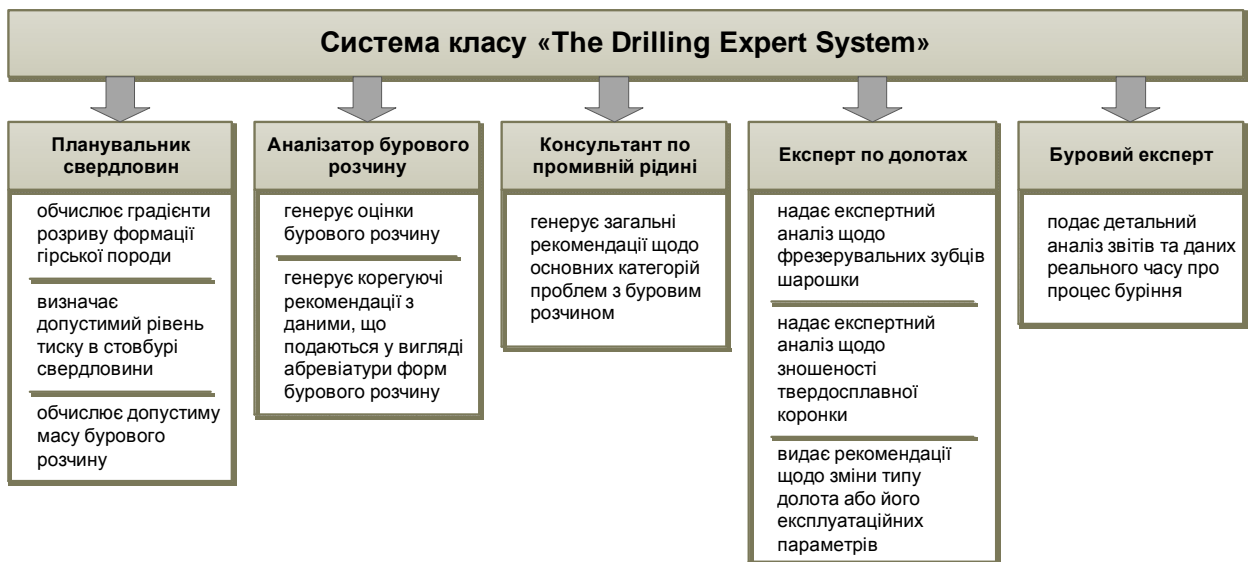 Система класу «The Drilling Expert System»
Планувальник
свердловин
обчислює градієнти
розриву формації
гірської породи
визначає
допустимий рівень
тиску в стовбурі
свердловини
обчислює допустиму
масу бурового
розчину
Аналізатор бурового
розчину
генерує оцінки
бурового розчину
генерує корегуючі
рекомендації з
даними, що
подаються у вигляді
абревіатури форм
бурового розчину
Консультант по
промивній рідині
генерує загальні
рекомендації щодо
основних категорій
проблем з буровим
розчином
Експерт по долотах
надає експертний
аналіз щодо
фрезерувальних зубців
шарошки
надає експертний
аналіз щодо
зношеності
твердосплавної
коронки
видає рекомендації
щодо зміни типу
долота або його
експлуатаційних
параметрів
Буровий експерт
подає детальний
аналіз звітів та даних
реального часу про
процес буріння